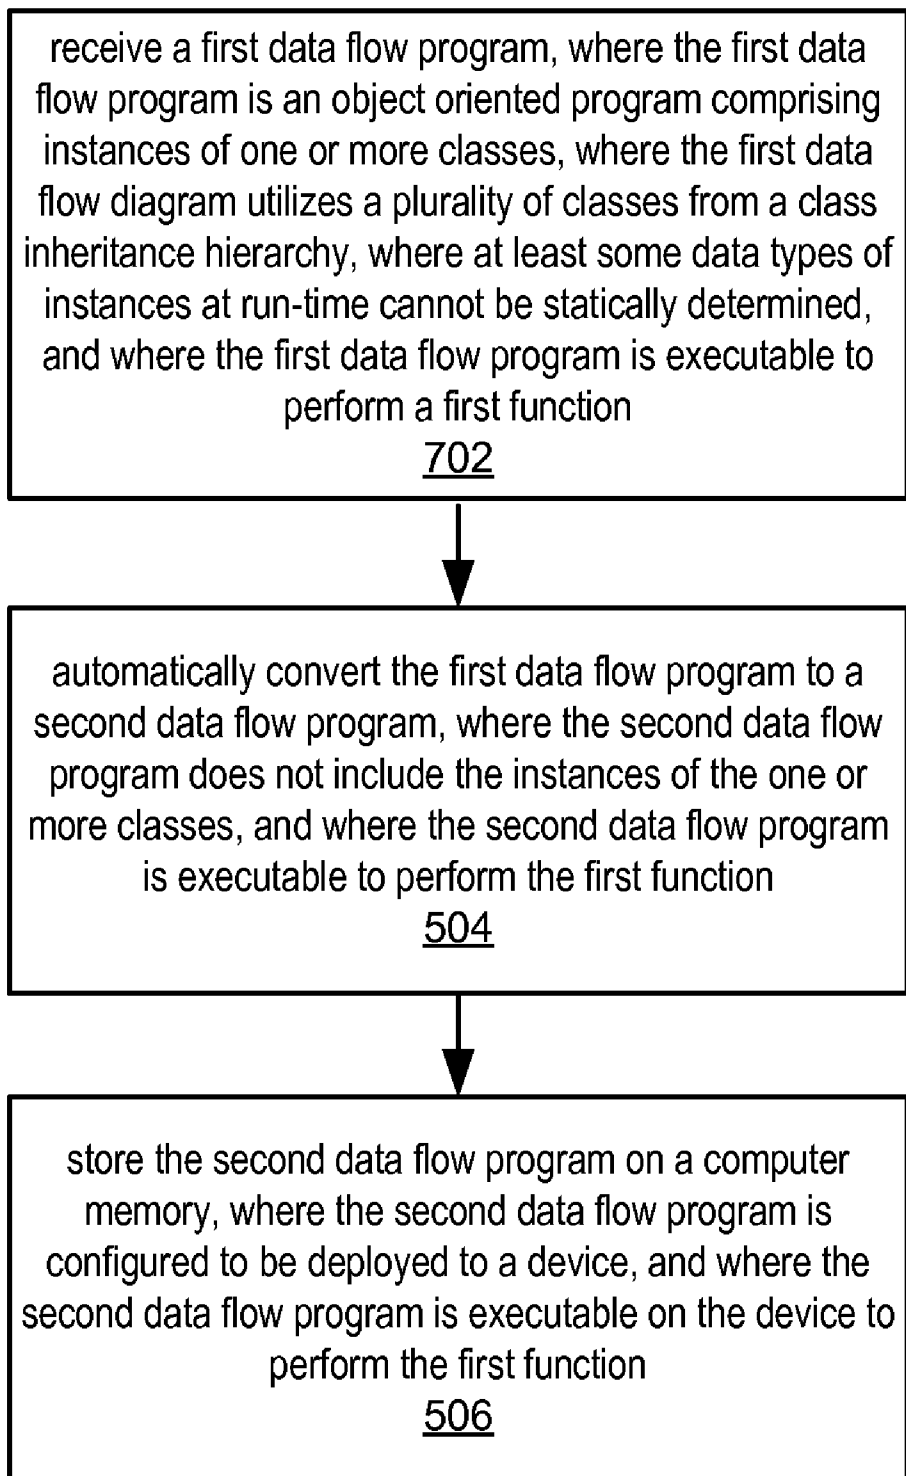 receive a first data flow program, where the first data
flow program is an object oriented program comprising
instances of one or more classes, where the first data
flow diagram utilizes a plurality of classes from a class
inheritance hierarchy, where at least some data types of
instances at run-time cannot be statically determined,
and where the first data flow program is executable to
perform a first function
702
automatically convert the first data flow program to a
second data flow program, where the second data flow
program does not include the instances of the one or
more classes, and where the second data flow program
is executable to perform the first function
504
store the second data flow program on a computer
memory, where the second data flow program is
configured to be deployed to a device, and where the
second data flow program is executable on the device to
perform the first function
506